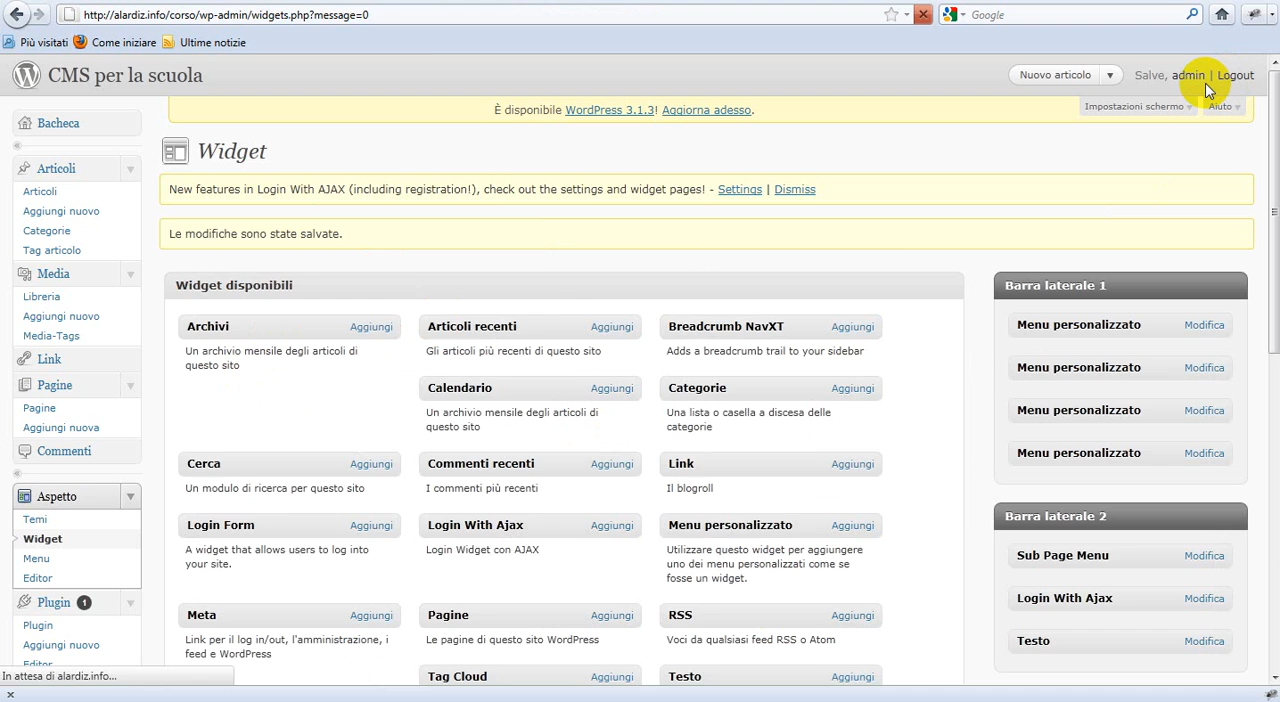 http://alardiz.info/corso/wp-admin/widgets.php?message=0
Google
Più visitati Come iniziare Ultime notizie
CMS per la scuola
Nuovo articolo
Salve, admin | Logout
È disponibile WordPress 3.1.3! Aggiorna adesso.
Impostazioni schermo
Aiuto
Bacheca
Articoli
Articoli
Aggiungi nuovo
Categorie
Tag articolo
Media
Libreria
Aggiungi nuovo
Media-Tags
Link
Pagine
Pagine
Aggiungi nuova
Commenti
Aspetto
Temi
Widget
Menu
Editor
Plugin 1
Plugin
Aggiungi nuovo
Editor
In attesa di alardiz.info...
Widget
New features in Login With AJAX (including registration!), check out the settings and widget pages! - Settings | Dismiss
Le modifiche sono state salvate.
Widget disponibili
Archivi Aggiungi
Un archivio mensile degli articoli di
questo sito
Articoli recenti Aggiungi
Gli articoli più recenti di questo sito
Breadcrumb NavXT Aggiungi
Adds a breadcrumb trail to your sidebar
Calendario Aggiungi
Un archivio mensile degli articoli di
questo sito
Categorie Aggiungi
Una lista o casella a discesa delle
categorie
Cerca Aggiungi
Un modulo di ricerca per questo sito
Commenti recenti Aggiungi
I commenti più recenti
Link Aggiungi
Il blogroll
Login Form Aggiungi
A widget that allows users to log into
your site.
Login With Ajax Aggiungi
Login Widget con AJAX
Menu personalizzato Aggiungi
Utilizzare questo widget per aggiungere
uno dei menu personalizzati come se
fosse un widget.
Meta Aggiungi
Link per il log in/out, l'amministrazione, i
feed e WordPress
Pagine Aggiungi
Le pagine di questo sito WordPress
RSS Aggiungi
Voci da qualsiasi feed RSS o Atom
Tag Cloud Aggiungi
Testo Aggiungi
Barra laterale 1
Menu personalizzato Modifica
Menu personalizzato Modifica
Menu personalizzato Modifica
Menu personalizzato Modifica
Barra laterale 2
Sub Page Menu Modifica
Login With Ajax Modifica
Testo Modifica